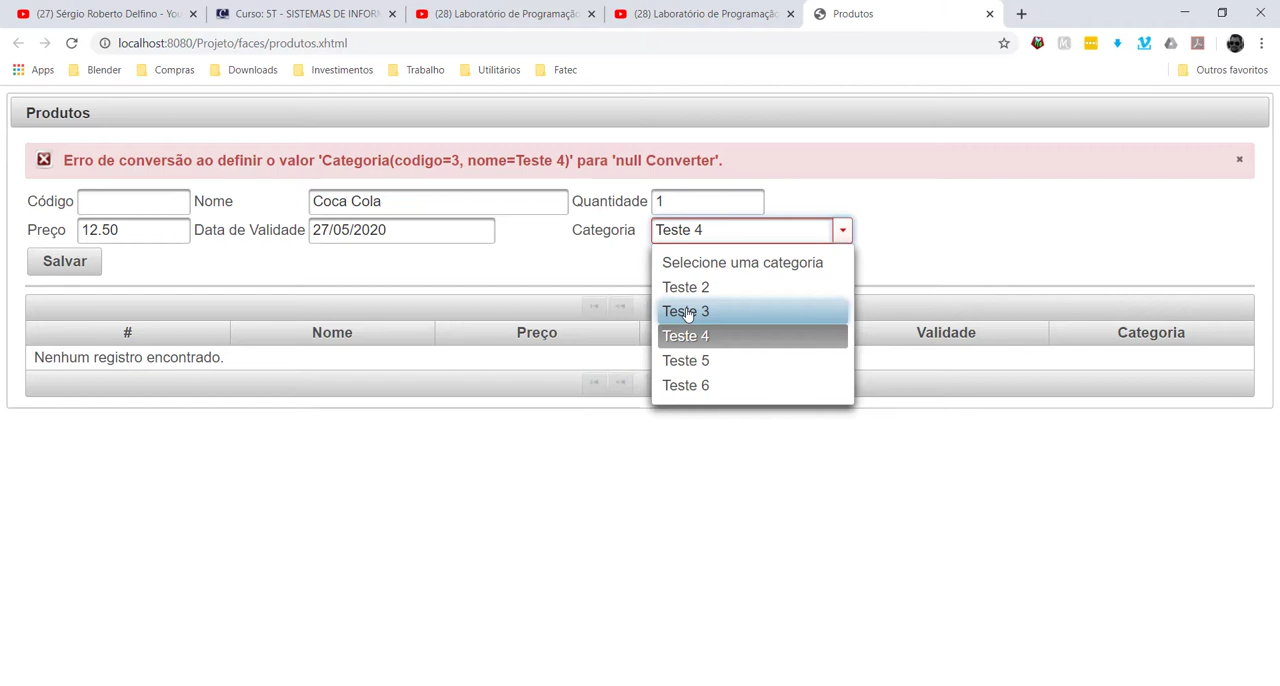 (27) Sérgio Roberto Delfino - You
Curso: 5T - SISTEMAS DE INFOR
(28) Laboratório de Programação
(28) Laboratório de Programação
Produtos
localhost:8080/Projeto/faces/produtos.xhtml
Apps
Blender
Compras
Downloads
Investimentos
Trabalho
Utilitários
Fatec
Outros favoritos
Produtos
Erro de conversão ao definir o valor 'Categoria(codigo=3, nome=Teste 4)' para 'null Converter'.
Código Nome Coca Cola Quantidade 1
Preço 12.50 Data de Validade 27/05/2020 Categoria Teste 4
Salvar
Selecione uma categoria
Teste 2
Teste 3
Teste 4
Teste 5
Teste 6
# Nome Preço Validade Categoria
Nenhum registro encontrado.